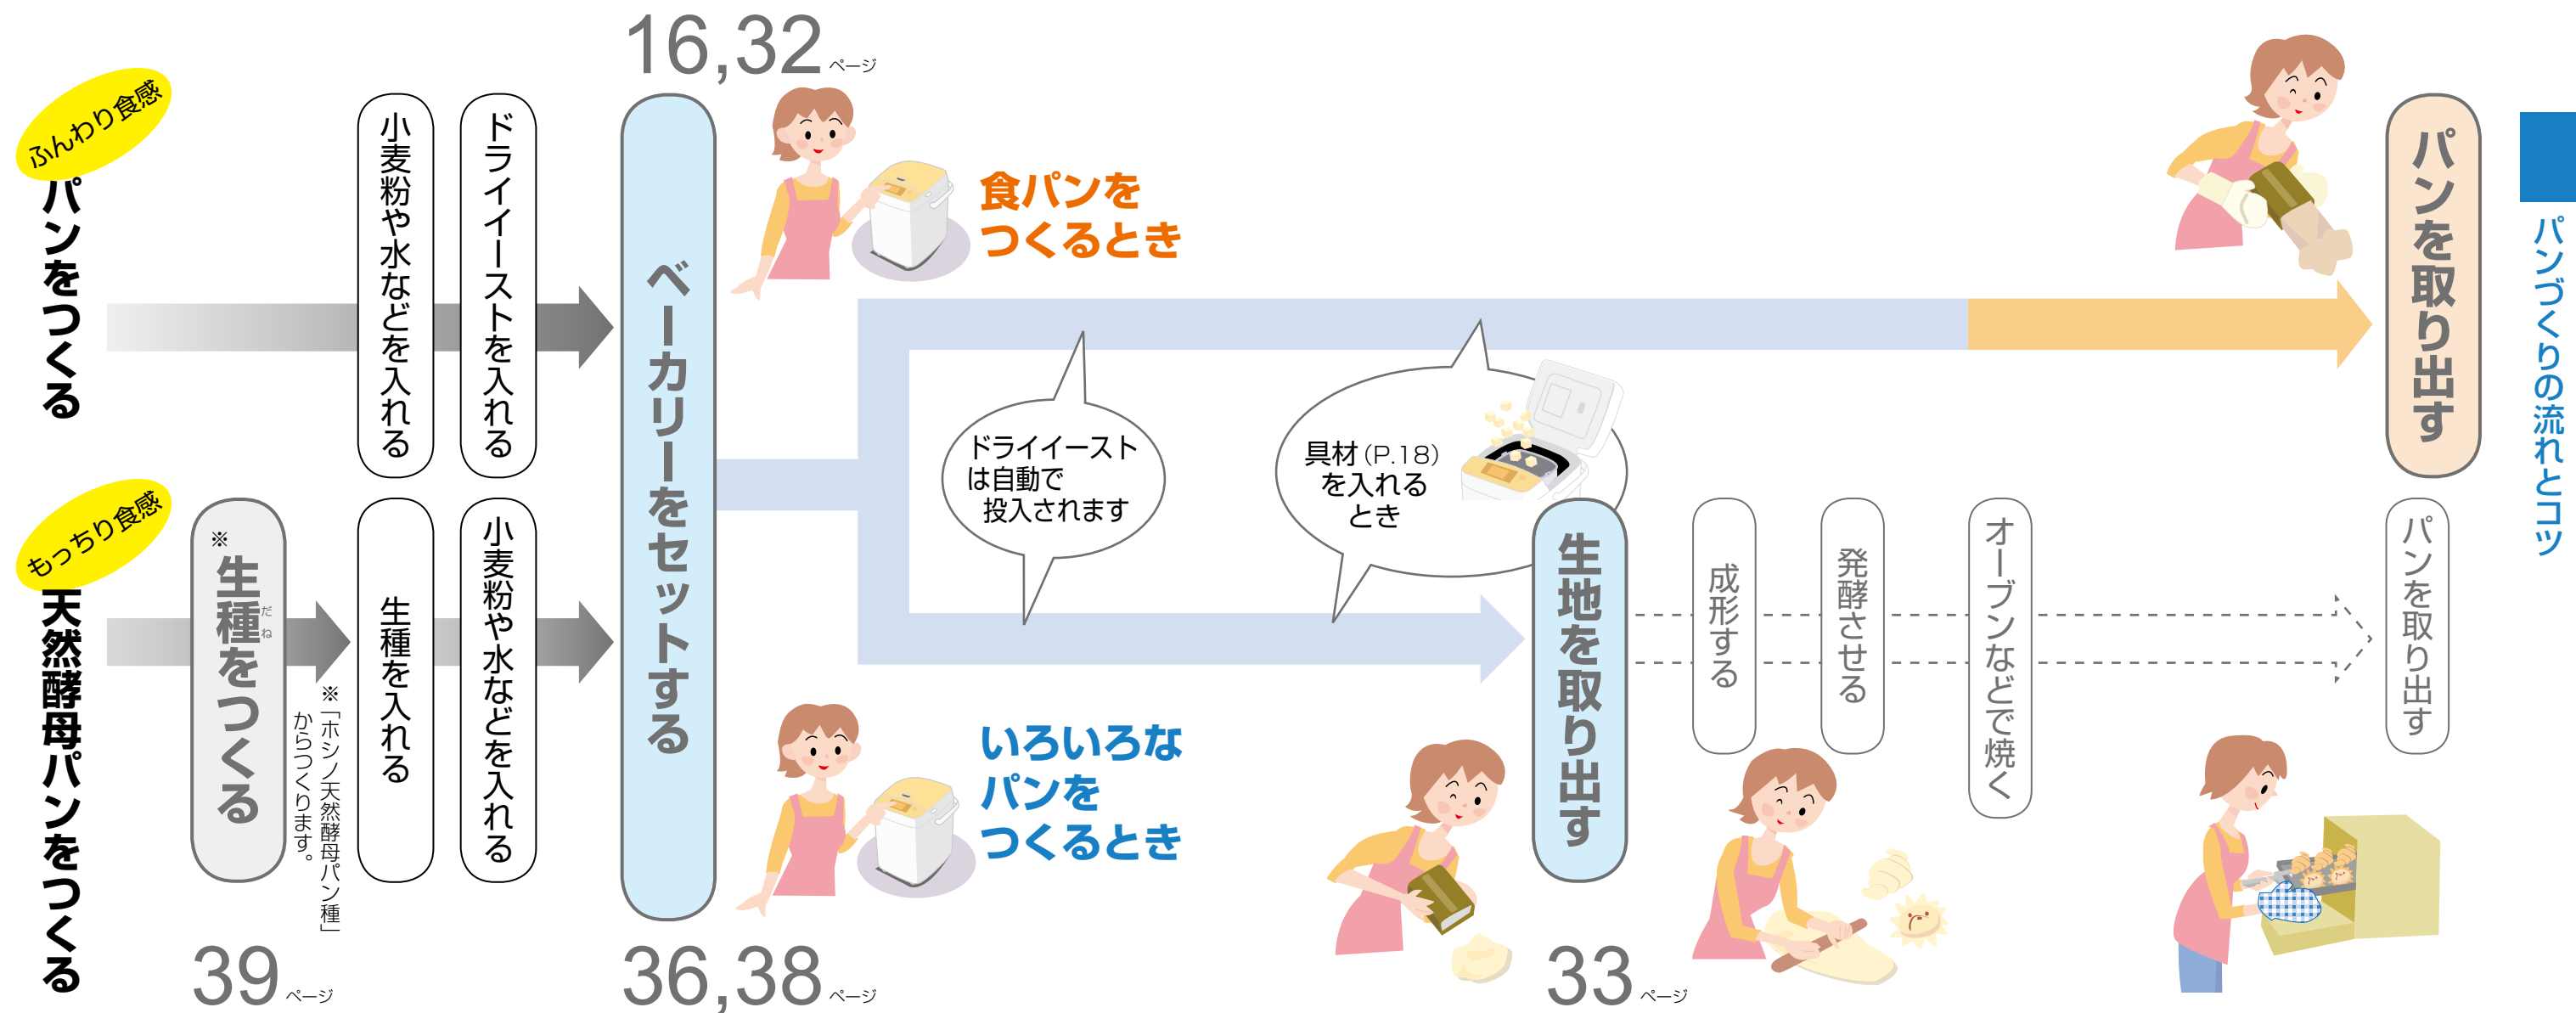 16,32ページ
ふんわり食感
パンをつくる
小麦粉や水などを入れる
ドライイーストを入れる
ベーカリーをセットする
食パンを
つくるとき
ドライイースト
は自動で
投入されます
具材(P.18)
を入れる
とき
パンを取り出す
もっちり食感
天然酵母パンをつくる
※
生種をつくる
だね
※「ホシノ天然酵母パン種」
からつくります。
39ページ
生種を入れる
小麦粉や水などを入れる
36,38ページ
いろいろな
パンを
つくるとき
生地を取り出す
33ページ
成形する
発酵させる
オーブンなどで焼く
パンを取り出す
パンづくりの流れとコツ